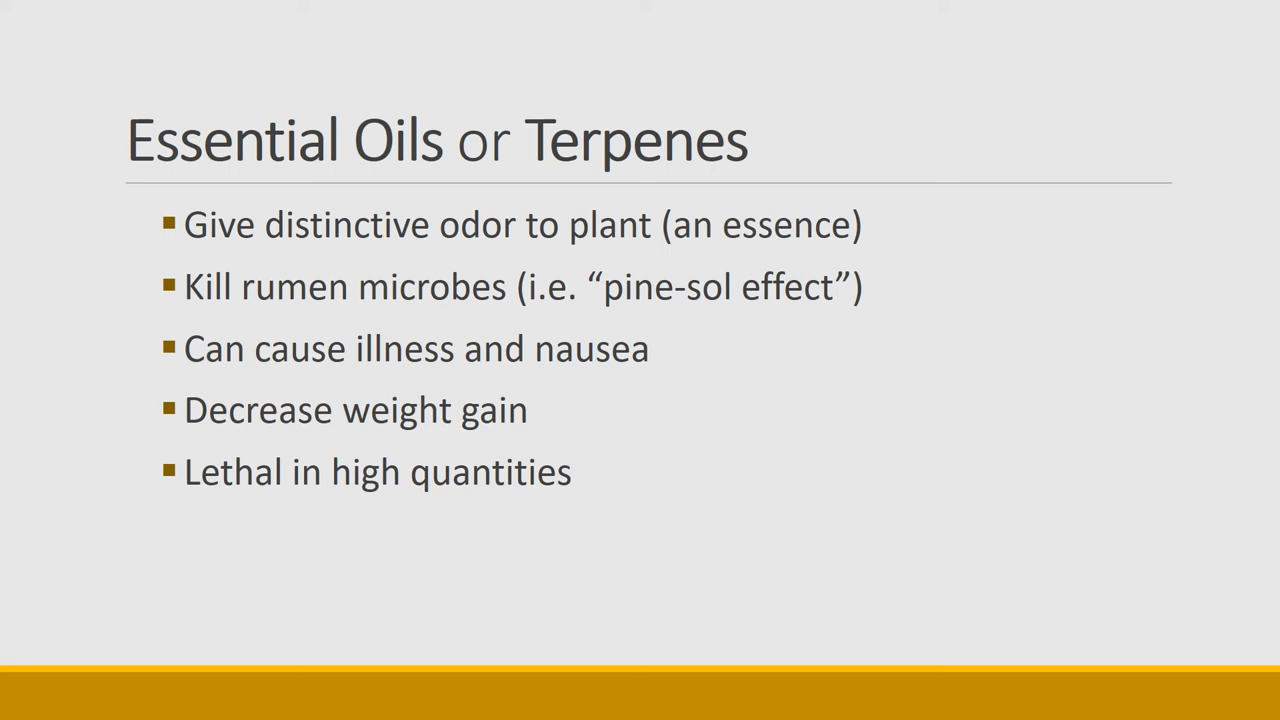 Essential Oils or Terpenes
▪ Give distinctive odor to plant (an essence)
▪ Kill rumen microbes (i.e. “pine-sol effect”)
▪ Can cause illness and nausea
▪ Decrease weight gain
▪ Lethal in high quantities